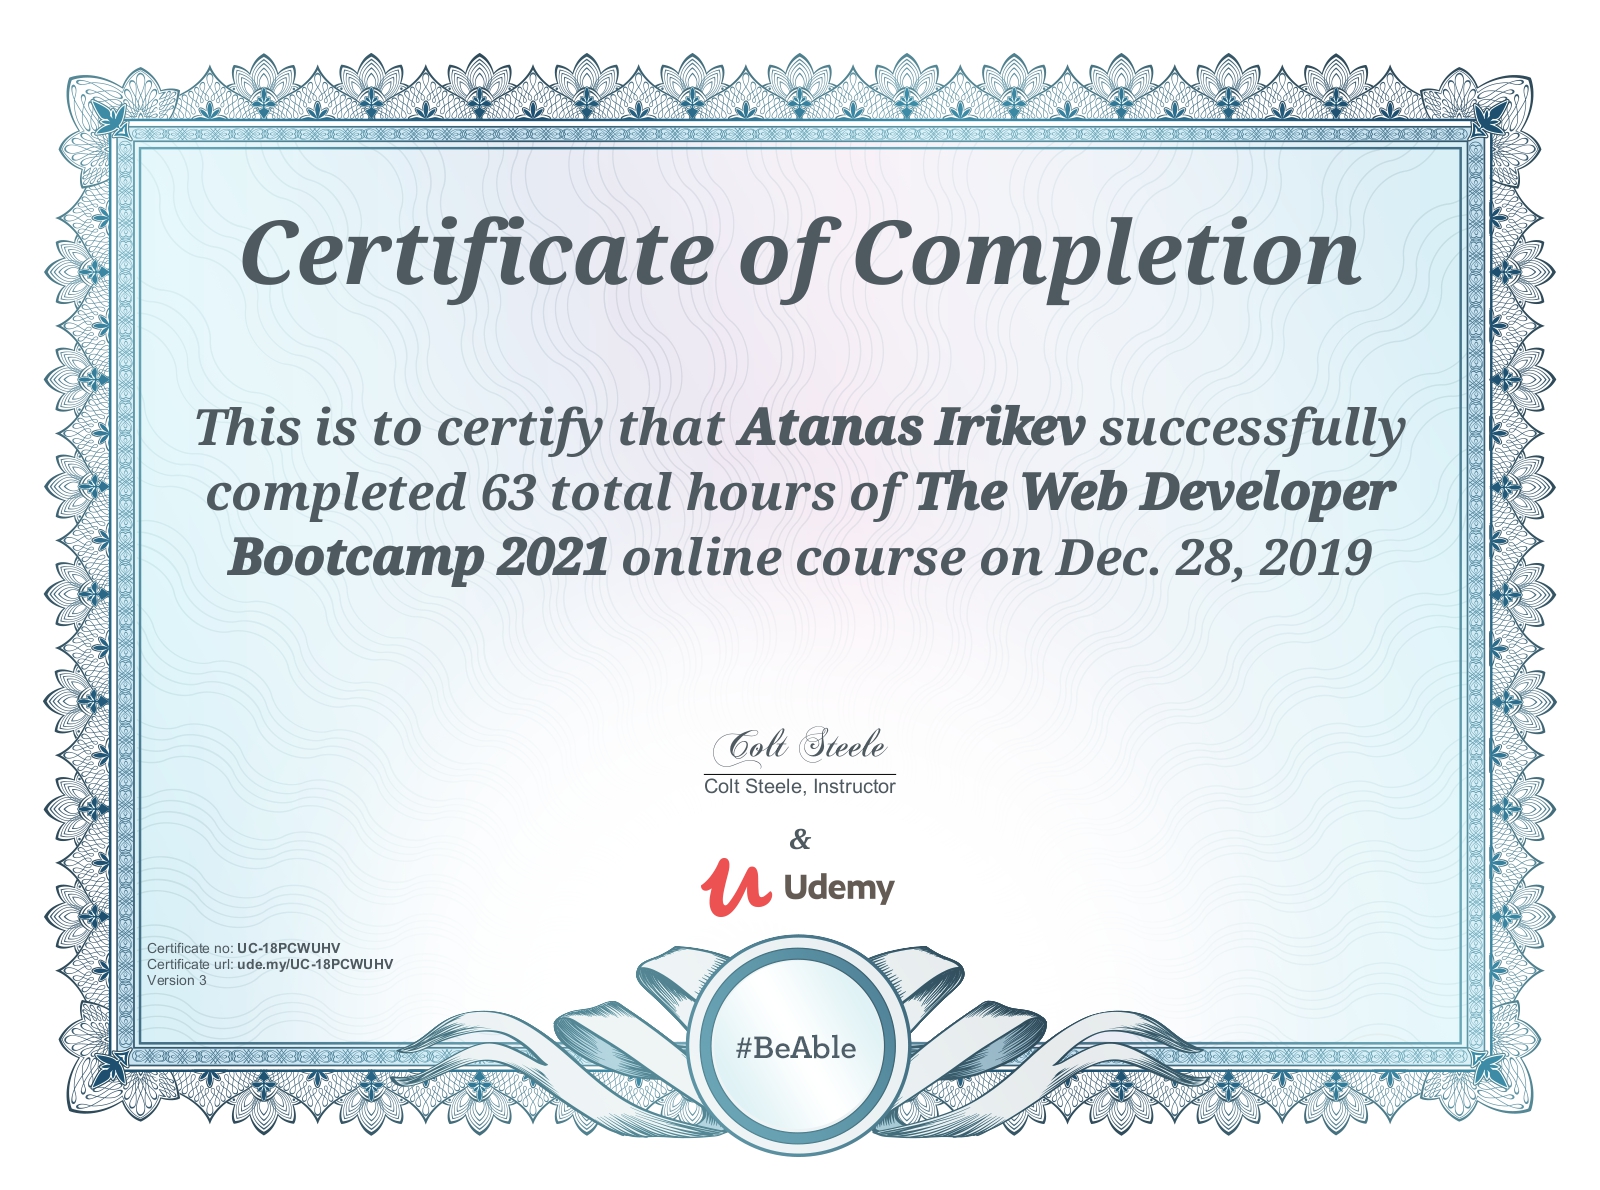 Certificate of Completion
This is to certify that Atanas Irikev successfully
completed 63 total hours of The Web Developer
Bootcamp 2021 online course on Dec. 28, 2019
Colt Steele
Colt Steele, Instructor
&
Udemy
Certificate no: UC-18PCWUHV
Certificate url: ude.my/UC-18PCWUHV
Version 3
#BeAble